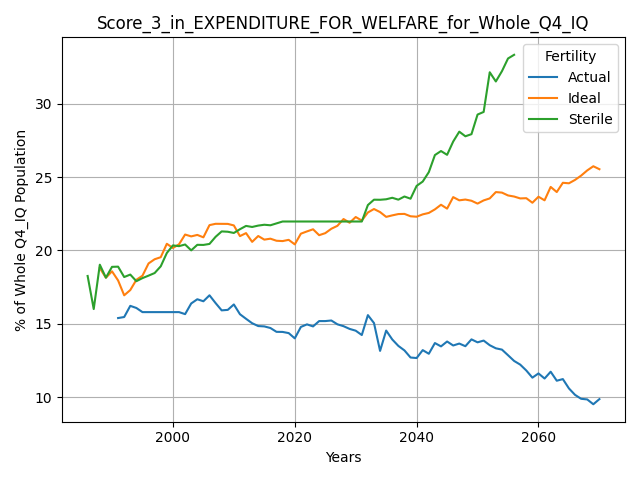 Score_3_in_EXPENDITURE_FOR_WELFARE_for_Whole_Q4_IQ
Fertility
Actual
Ideal
Sterile
% of Whole Q4_IQ Population
30
25
20
15
10
2000
2020
2040
2060
Years